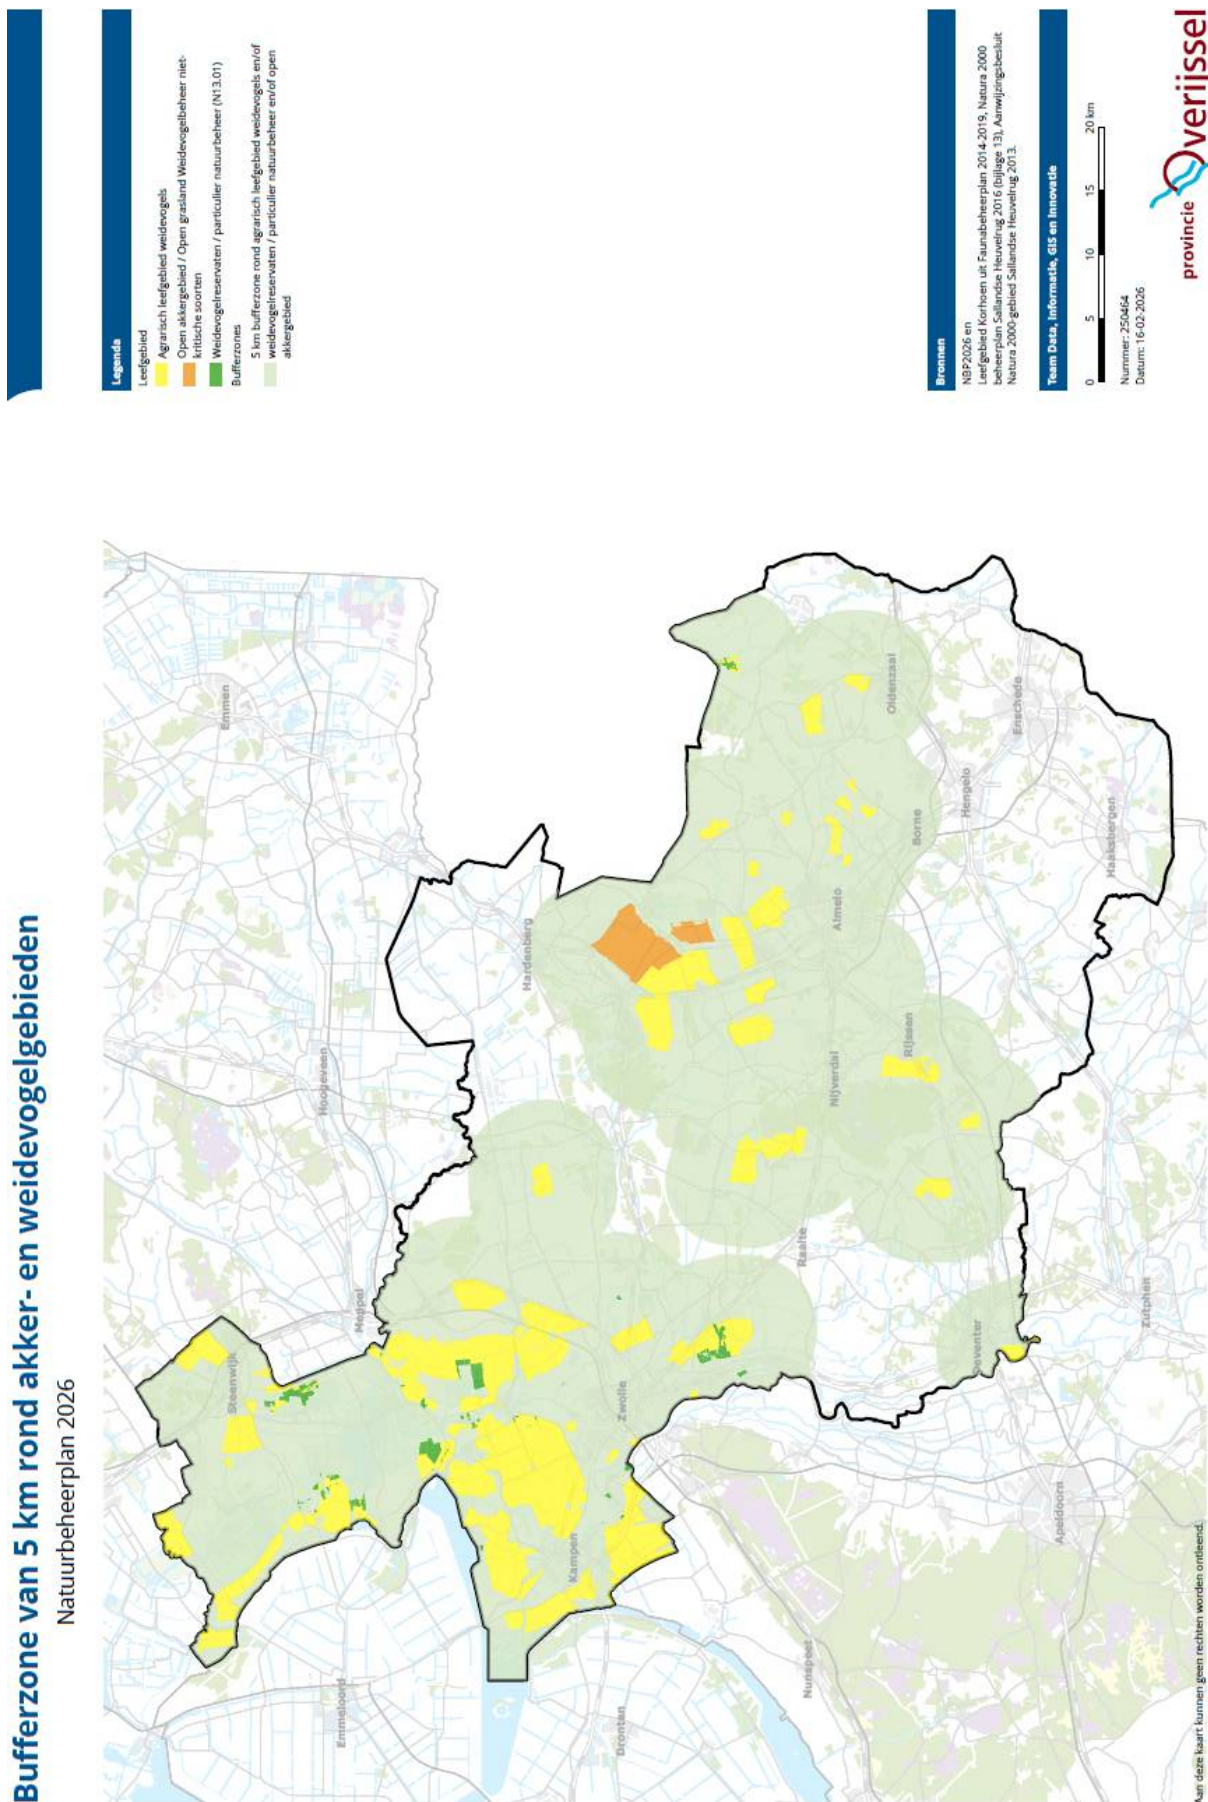 Bufferzone van 5 km rond akker- en weidevogelgebieden
Natuurbeheerplan 2026
Emmeloord
Steenwijk
Meppel
Hoogeveen
Emmen
Hardenberg
Dronten
Kampen
Zwolle
Nunspeet
Raalte
Nijverdal
Almelo
Rijssen
Borne
Hengelo
Oldenzaal
Enschede
Haaksbergen
Deventer
Apeldoorn
Zutphen
Aan deze kaart kunnen geen rechten worden ontleend.
Legenda
Leefgebied
Agrarisch leefgebied weidevogels
Open akkergebied / Open grasland Weidevogelbeheer niet-
kritische soorten
Weidevogelreservaten / particulier natuurbeheer (N13.01)
Bufferzones
5 km bufferzone rond agrarisch leefgebied weidevogels en/of
weidevogelreservaten / particulier natuurbeheer en/of open
akkergebied
Bronnen
NBP2026 en
Leefgebied Korhoen uit Faunabeheerplan 2014-2019, Natura 2000
beheerplan Sallandse Heuvelrug 2016 (bijlage 13), Aanwijzingsbesluit
Natura 2000-gebied Sallandse Heuvelrug 2013.
Team Data, Informatie, GIS en Innovatie
0 5 10 15 20 km
Nummer: 250464
Datum: 16-02-2026
provincie Overijssel